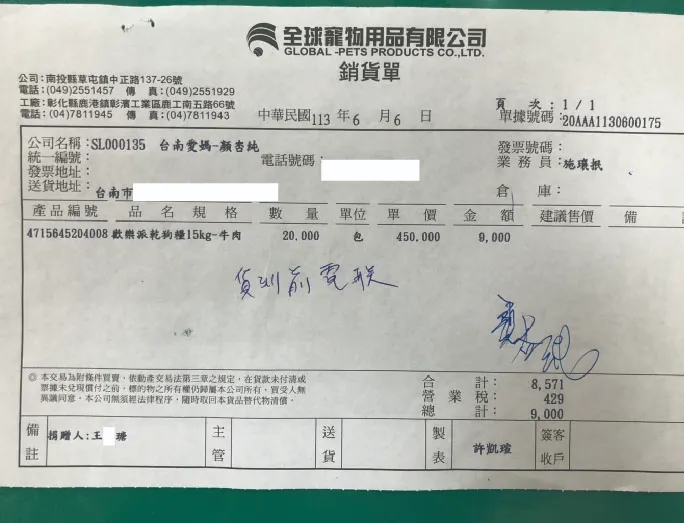 全球寵物用品有限公司
GLOBAL-PETS PRODUCTS CO.,LTD.
銷貨單
公司:南投縣草屯鎮中正路137-26號
電話:(049)2551457 傳 真:(049)2551929
工廠:彰化縣鹿港鎮彰濱工業區鹿工南五路66號
電話:(04)7811945 傳 真:(04)7811943
中華民國 113 年 6 月 6 日
頁 次:1 / 1
單據號碼:20AAA1130600175
公司名稱:SL000135 台南愛媽-顏杏純
發票號碼:
統一編號:
電話號碼:
業務員:施瓖振
發票地址:
送貨地址:台南市
倉 庫:
產品編號 品名規格 數量 單位 單價 金額 建議售價 備
4715645204008 歡樂派乾狗糧15kg-牛肉 20.000 包 450.000 9,000
貨到前電聯
◎ 本交易為附條件買賣,依動產交易法第三章之規定,在貨款未付清或
票據未兌現償付之前,標的物之所有權仍歸屬本公司所有,買受人無
異議同意,本公司無須經法律程序,隨時取回本貨品替代物清償。
合 計: 8,571
營 業 稅: 429
總 計: 9,000
備註 捐贈人:王 瑭 主管 送貨 製表 許凱瑄 簽客收戶